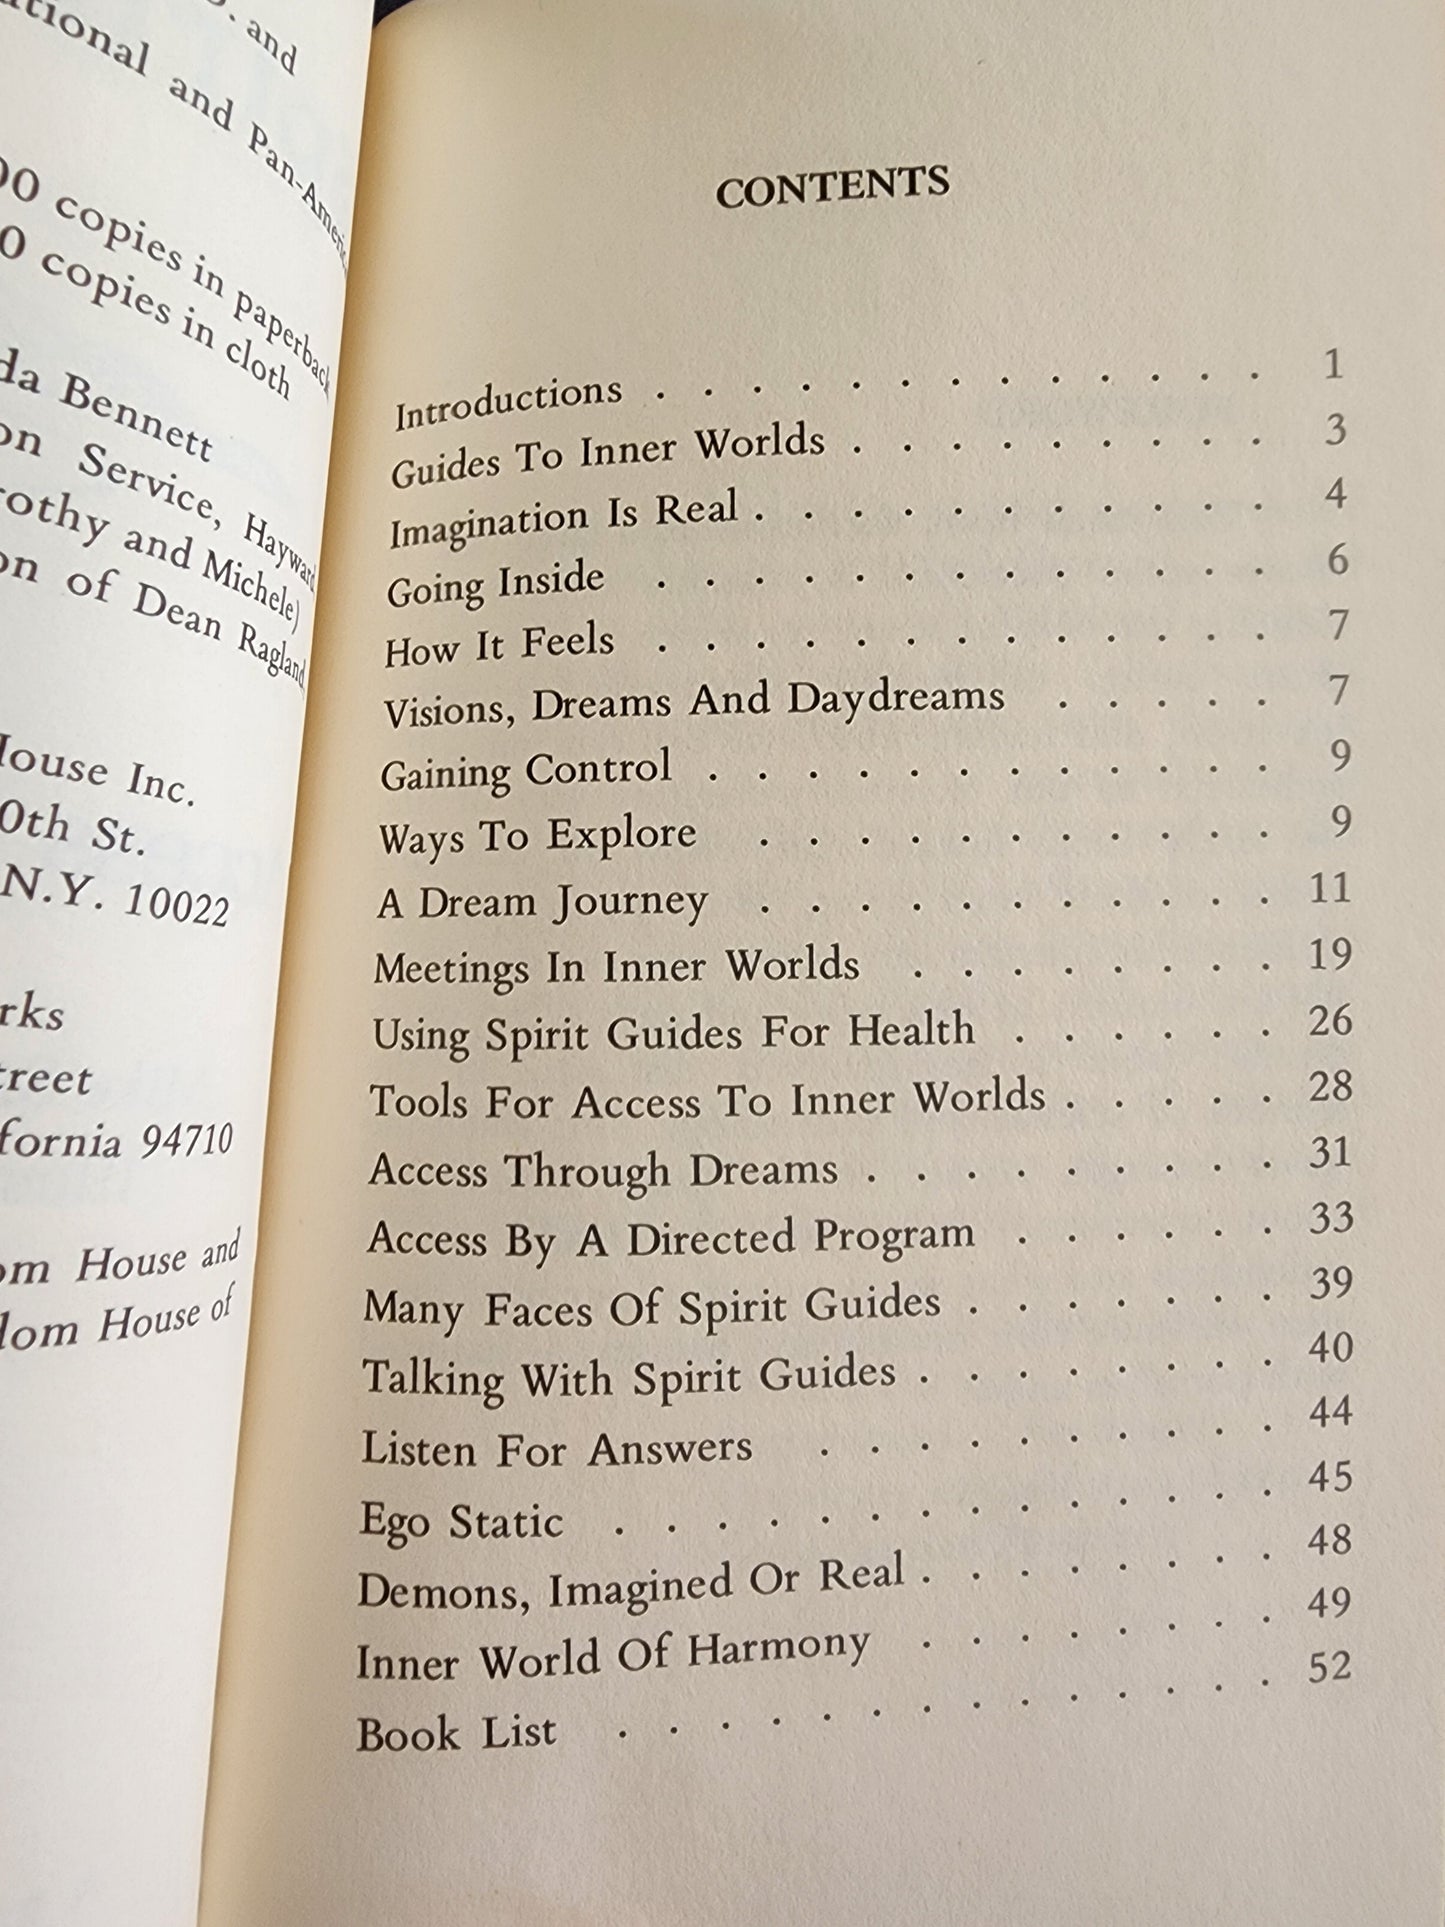 . and
ational and Pan-Americ
00 copies in paperback
0 copies in cloth
da Bennett
on Service, Hayward
rothy and Michele)
on of Dean Ragland
House Inc.
0th St.
N.Y. 10022
rks
treet
fornia 94710
om House and
dom House of
CONTENTS
Introductions . . . . . . . . . . . . . 1
Guides To Inner Worlds . . . . . . . . . 3
Imagination Is Real . . . . . . . . . . . 4
Going Inside . . . . . . . . . . . . . 6
How It Feels . . . . . . . . . . . . . 7
Visions, Dreams And Daydreams . . . . . 7
Gaining Control . . . . . . . . . . . . 9
Ways To Explore . . . . . . . . . . . 9
A Dream Journey . . . . . . . . . . . 11
Meetings In Inner Worlds . . . . . . . . 19
Using Spirit Guides For Health . . . . . . 26
Tools For Access To Inner Worlds . . . . . 28
Access Through Dreams . . . . . . . . . 31
Access By A Directed Program . . . . . . 33
Many Faces Of Spirit Guides . . . . . . . 39
Talking With Spirit Guides . . . . . . . . 40
Listen For Answers . . . . . . . . . . 44
Ego Static . . . . . . . . . . . . . . 45
Demons, Imagined Or Real . . . . . . . . 48
Inner World Of Harmony . . . . . . . . 49
Book List . . . . . . . . . . . . . . 52